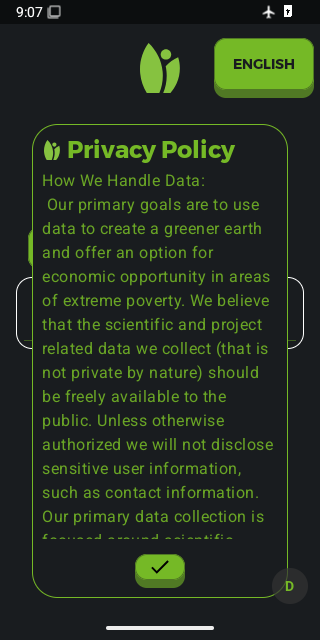 9:07
ENGLISH
Privacy Policy
How We Handle Data:
Our primary goals are to use
data to create a greener earth
and offer an option for
economic opportunity in areas
of extreme poverty. We believe
that the scientific and project
related data we collect (that is
not private by nature) should
be freely available to the
public. Unless otherwise
authorized we will not disclose
sensitive user information,
such as contact information.
Our primary data collection is
focused around scientific
D